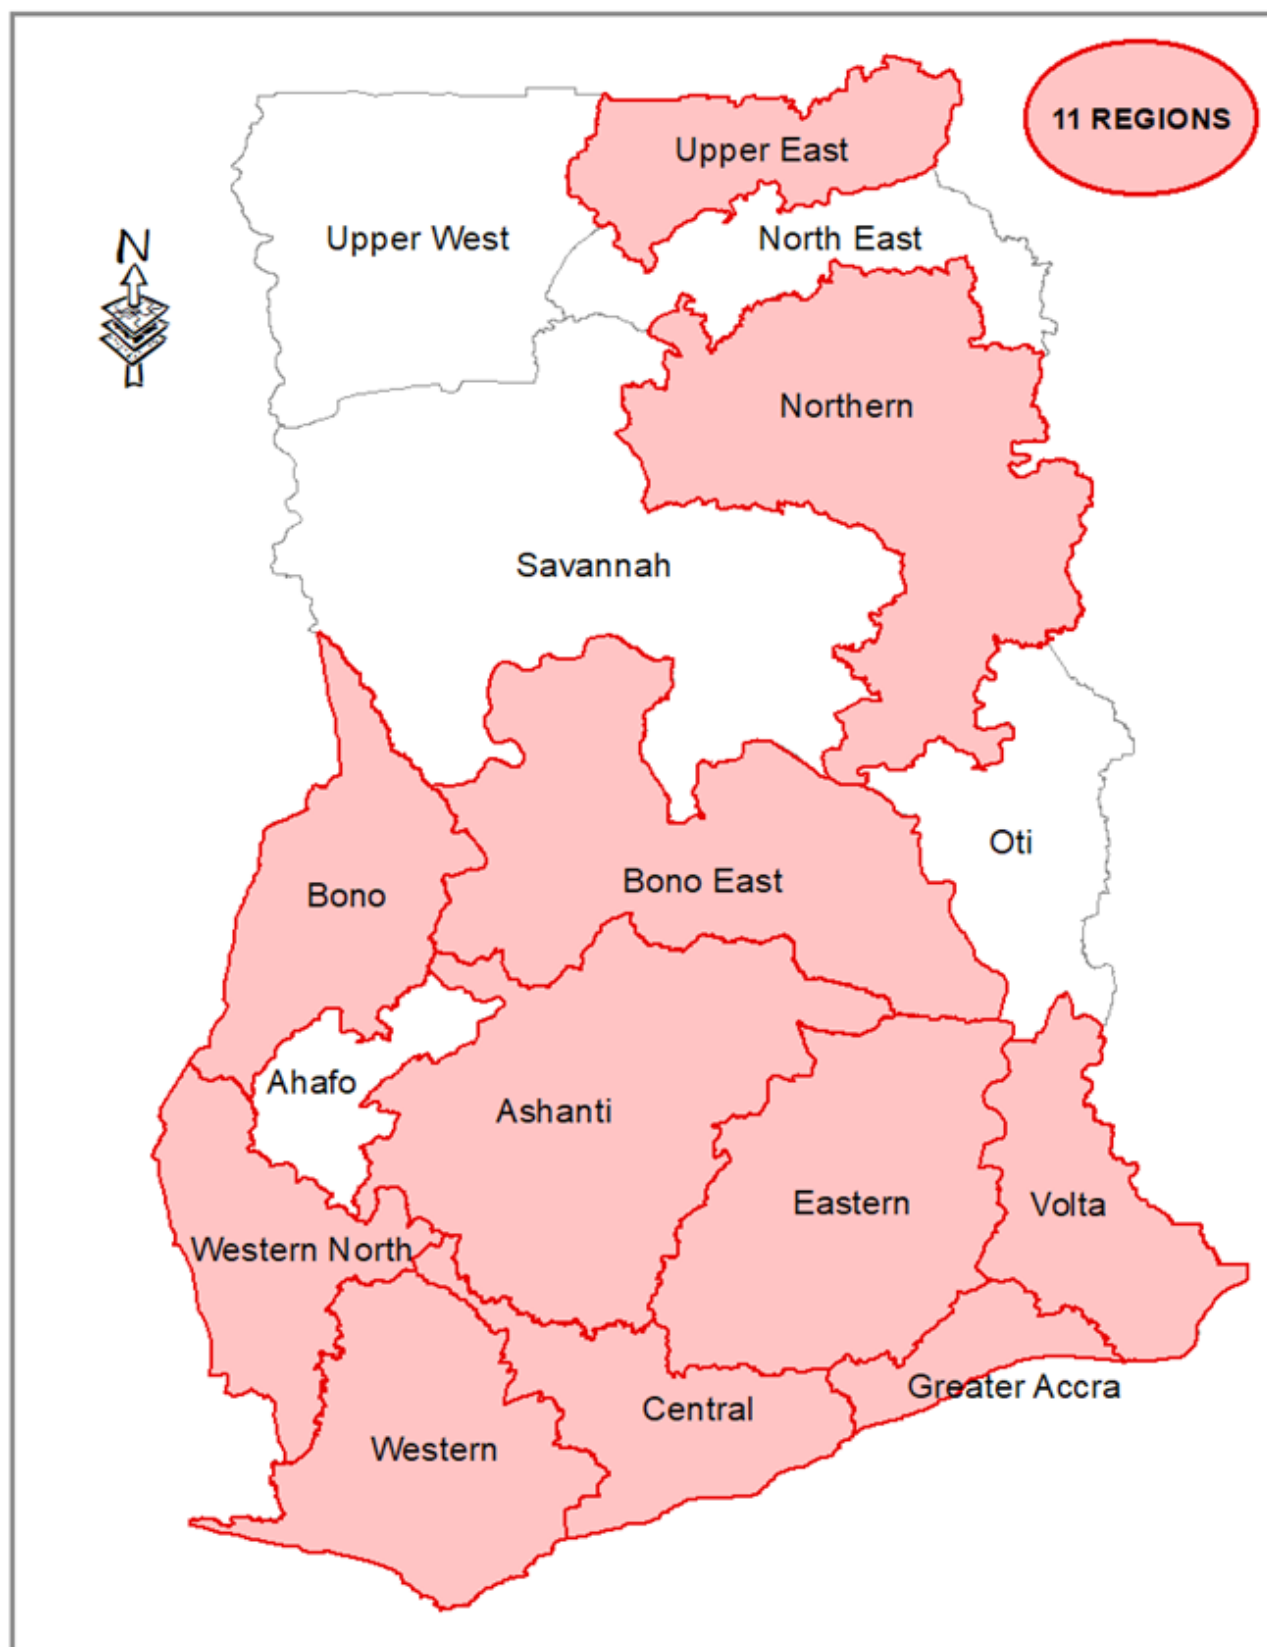 11 REGIONS
Upper East
Upper West
North East
N
Northern
Savannah
Oti
Bono East
Bono
Ahafo
Ashanti
Eastern
Volta
Western North
Greater Accra
Central
Western